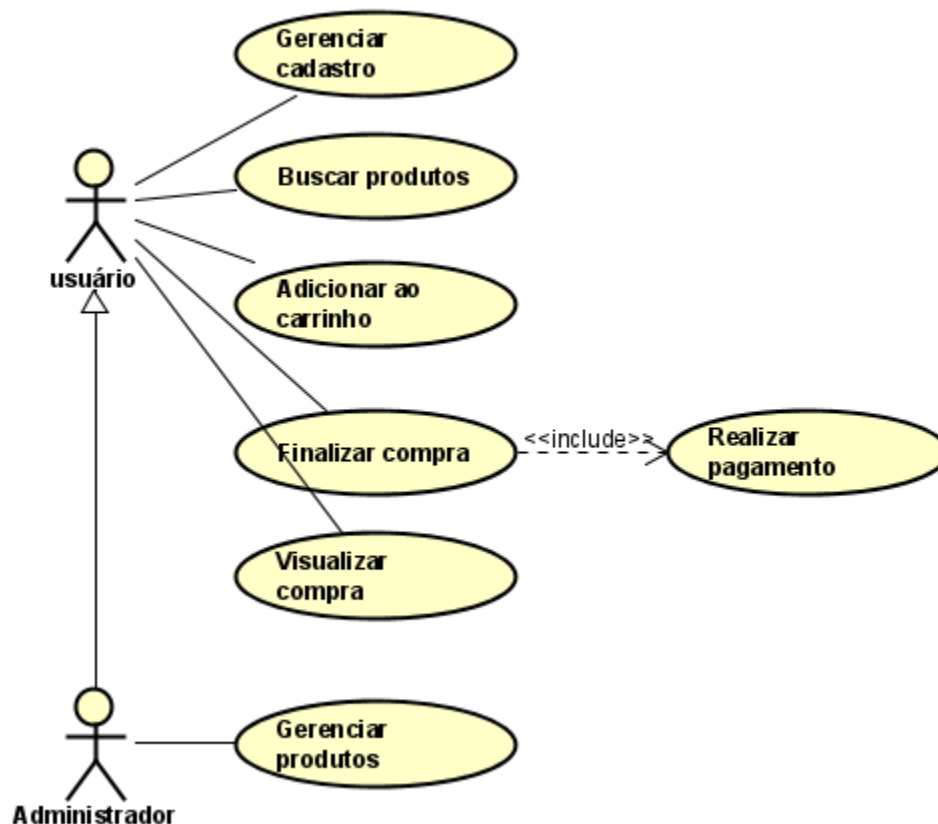 Gerenciar
cadastro
Buscar produtos
usuário
Adicionar ao
carrinho
Finalizar compra
<<include>>
Realizar
pagamento
Visualizar
compra
Gerenciar
produtos
Administrador